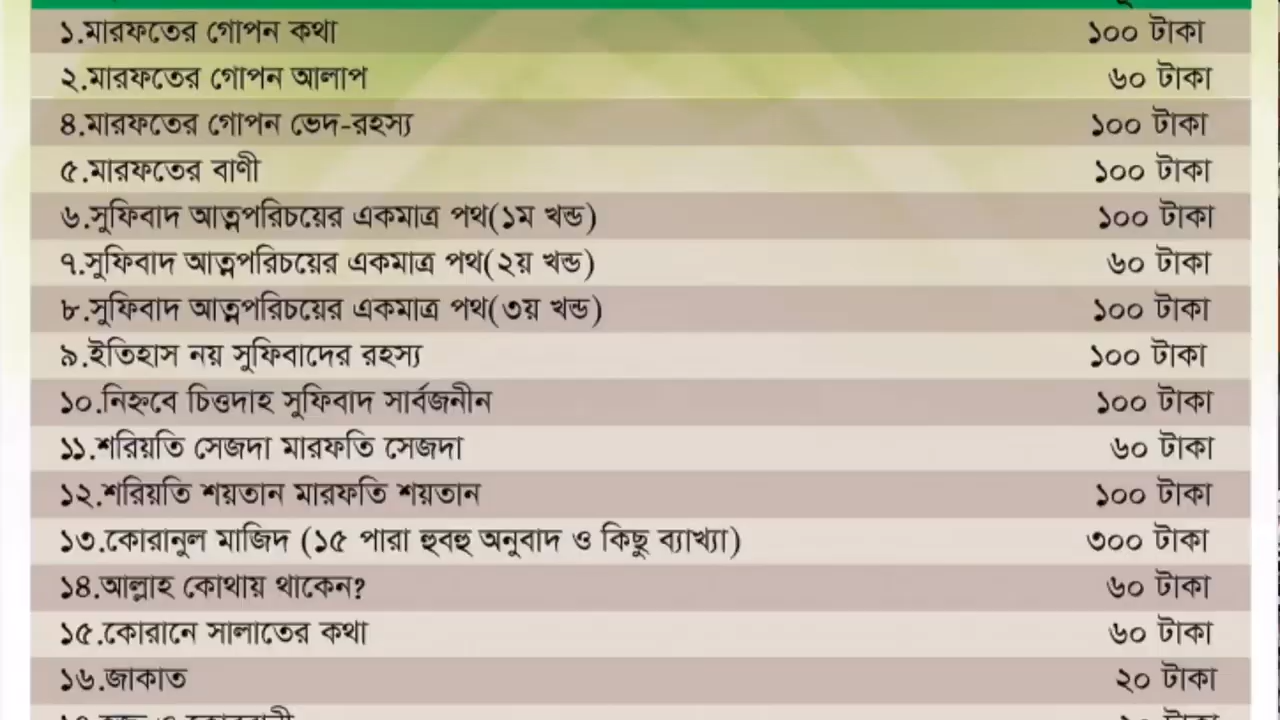 ১.মারফতের গোপন কথা ১০০ টাকা
২.মারফতের গোপন আলাপ ৬০ টাকা
৪.মারফতের গোপন ভেদ-রহস্য ১০০ টাকা
৫.মারফতের বাণী ১০০ টাকা
৬.সুফিবাদ আত্নপরিচয়ের একমাত্র পথ(১ম খন্ড) ১০০ টাকা
৭.সুফিবাদ আত্নপরিচয়ের একমাত্র পথ(২য় খন্ড) ৬০ টাকা
৮.সুফিবাদ আত্নপরিচয়ের একমাত্র পথ(৩য় খন্ড) ১০০ টাকা
৯.ইতিহাস নয় সুফিবাদের রহস্য ১০০ টাকা
১০.নিহ্নবে চিত্তদাহ সুফিবাদ সার্বজনীন ১০০ টাকা
১১.শরিয়তি সেজদা মারফতি সেজদা ৬০ টাকা
১২.শরিয়তি শয়তান মারফতি শয়তান ১০০ টাকা
১৩.কোরানুল মাজিদ (১৫ পারা হুবহু অনুবাদ ও কিছু ব্যাখ্যা) ৩০০ টাকা
১৪.আল্লাহ কোথায় থাকেন? ৬০ টাকা
১৫.কোরানে সালাতের কথা ৬০ টাকা
১৬.জাকাত ২০ টাকা